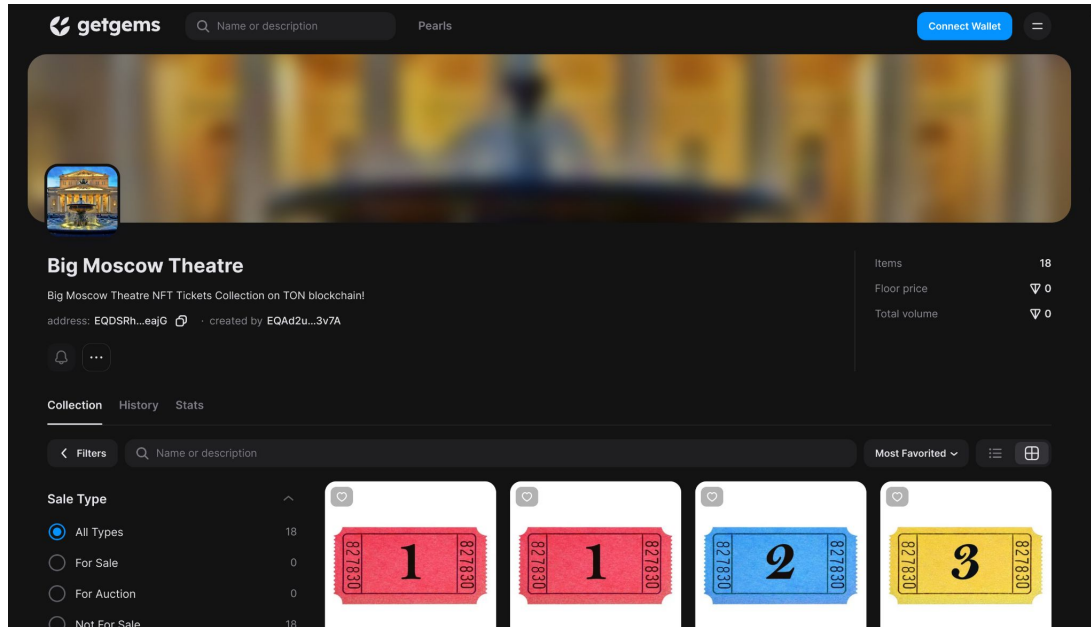 getgems
Name or description
Pearls
Connect Wallet
Big Moscow Theatre
Big Moscow Theatre NFT Tickets Collection on TON blockchain!
address: EQDSRh...eajG · created by EQAd2u...3v7A
Items 18
Floor price 0
Total volume 0
Collection History Stats
Filters
Name or description
Most Favorited
Sale Type
All Types 18
For Sale 0
For Auction 0
Not For Sale 18
827830 1 827830
827830 1 827830
827830 2 827830
827830 3 827830